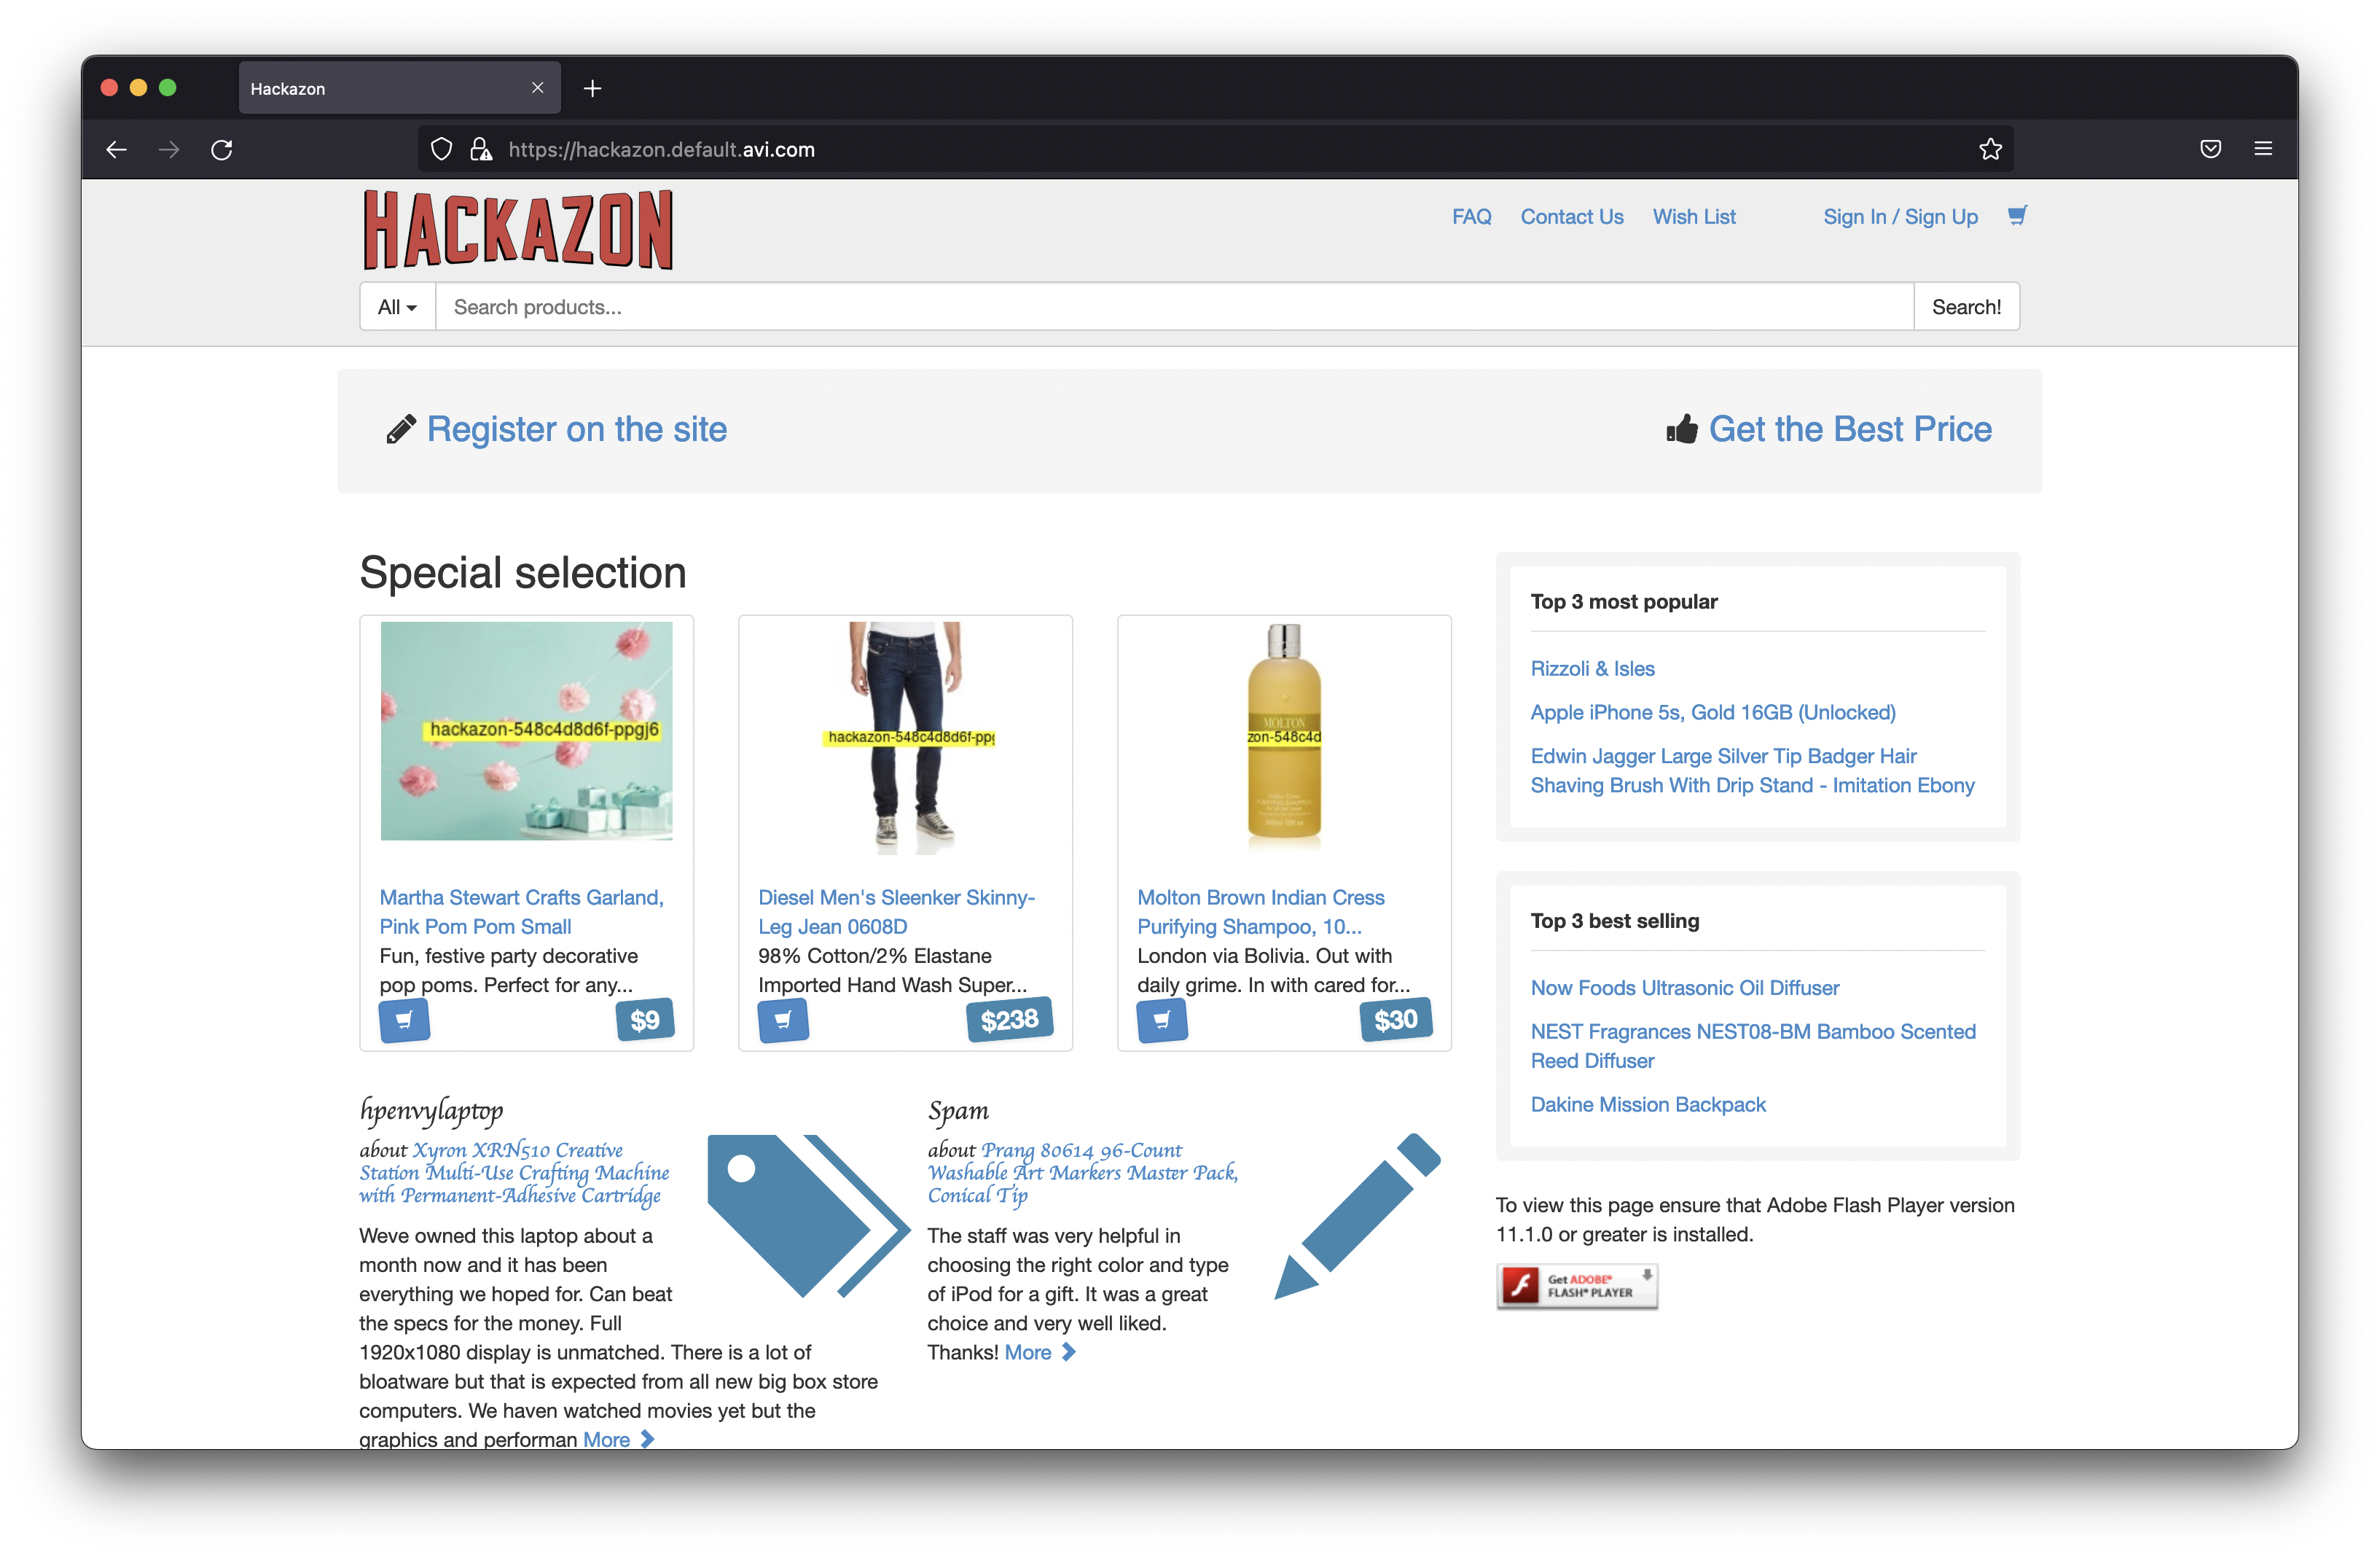 Hackazon
https://hackazon.default.avi.com
HACKAZON
FAQ Contact Us Wish List Sign In / Sign Up
All Search products... Search!
Register on the site Get the Best Price
Special selection
hackazon-548c4d8d6f-ppgj6
Martha Stewart Crafts Garland,
Pink Pom Pom Small
Fun, festive party decorative
pop poms. Perfect for any...
$9
hackazon-548c4d8d6f-ppg
Diesel Men's Sleenker Skinny-
Leg Jean 0608D
98% Cotton/2% Elastane
Imported Hand Wash Super...
$238
MOLTON
zon-548c4d
Molton Brown Indian Cress
Purifying Shampoo, 10...
London via Bolivia. Out with
daily grime. In with cared for...
$30
hpenvylaptop
about Xyron XRN510 Creative
Station Multi-Use Crafting Machine
with Permanent-Adhesive Cartridge
Weve owned this laptop about a
month now and it has been
everything we hoped for. Can beat
the specs for the money. Full
1920x1080 display is unmatched. There is a lot of
bloatware but that is expected from all new big box store
computers. We haven watched movies yet but the
graphics and performan More
Spam
about Prang 80614 96-Count
Washable Art Markers Master Pack,
Conical Tip
The staff was very helpful in
choosing the right color and type
of iPod for a gift. It was a great
choice and very well liked.
Thanks! More
Top 3 most popular
Rizzoli & Isles
Apple iPhone 5s, Gold 16GB (Unlocked)
Edwin Jagger Large Silver Tip Badger Hair
Shaving Brush With Drip Stand - Imitation Ebony
Top 3 best selling
Now Foods Ultrasonic Oil Diffuser
NEST Fragrances NEST08-BM Bamboo Scented
Reed Diffuser
Dakine Mission Backpack
To view this page ensure that Adobe Flash Player version
11.1.0 or greater is installed.
Get ADOBE®
FLASH® PLAYER